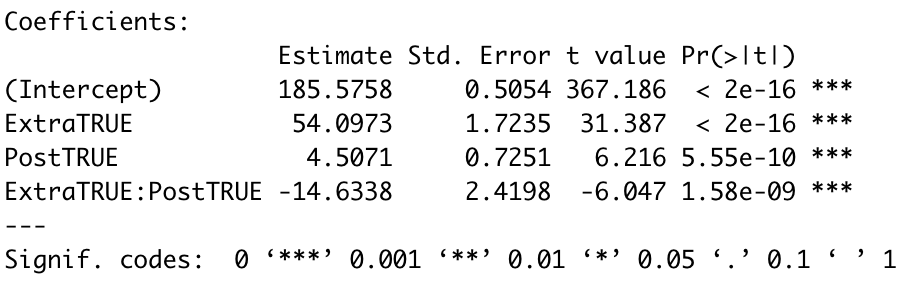 Coefficients:
Estimate Std. Error t value Pr(>|t|)
(Intercept) 185.5758 0.5054 367.186 < 2e-16 ***
ExtraTRUE 54.0973 1.7235 31.387 < 2e-16 ***
PostTRUE 4.5071 0.7251 6.216 5.55e-10 ***
ExtraTRUE:PostTRUE -14.6338 2.4198 -6.047 1.58e-09 ***
---
Signif. codes: 0 ‘***’ 0.001 ‘**’ 0.01 ‘*’ 0.05 ‘.’ 0.1 ‘ ’ 1